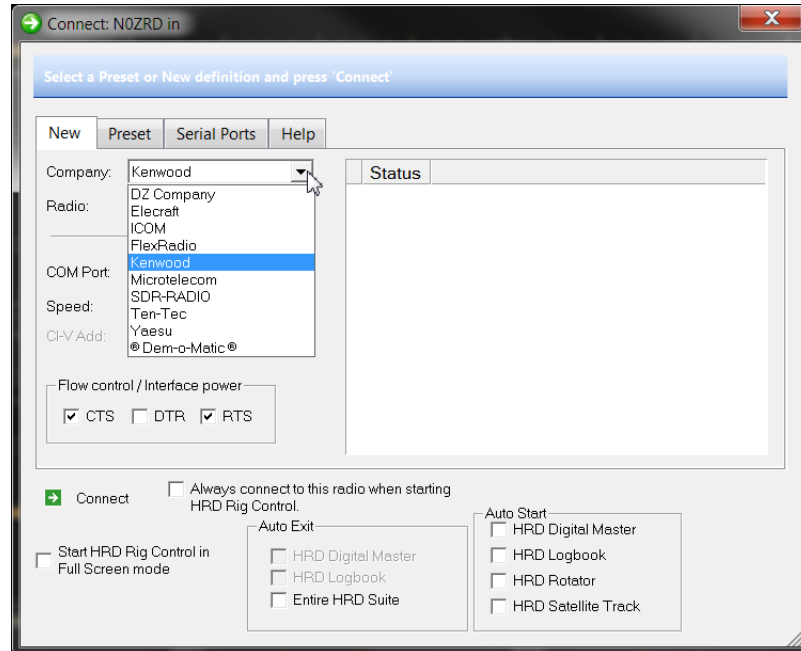 Connect: N0ZRD in
X
Select a Preset or New definition and press 'Connect'
New Preset Serial Ports Help
Company: Kenwood
Status
DZ Company
Radio:
Elecraft
ICOM
FlexRadio
Kenwood
COM Port:
Microtelecom
SDR-RADIO
Speed:
Ten-Tec
Yaesu
CI-V Add:
® Dem-o-Matic ®
Flow control / Interface power
CTS DTR RTS
Connect
Always connect to this radio when starting
HRD Rig Control.
Start HRD Rig Control in
Full Screen mode
Auto Exit
HRD Digital Master
HRD Logbook
Entire HRD Suite
Auto Start
HRD Digital Master
HRD Logbook
HRD Rotator
HRD Satellite Track